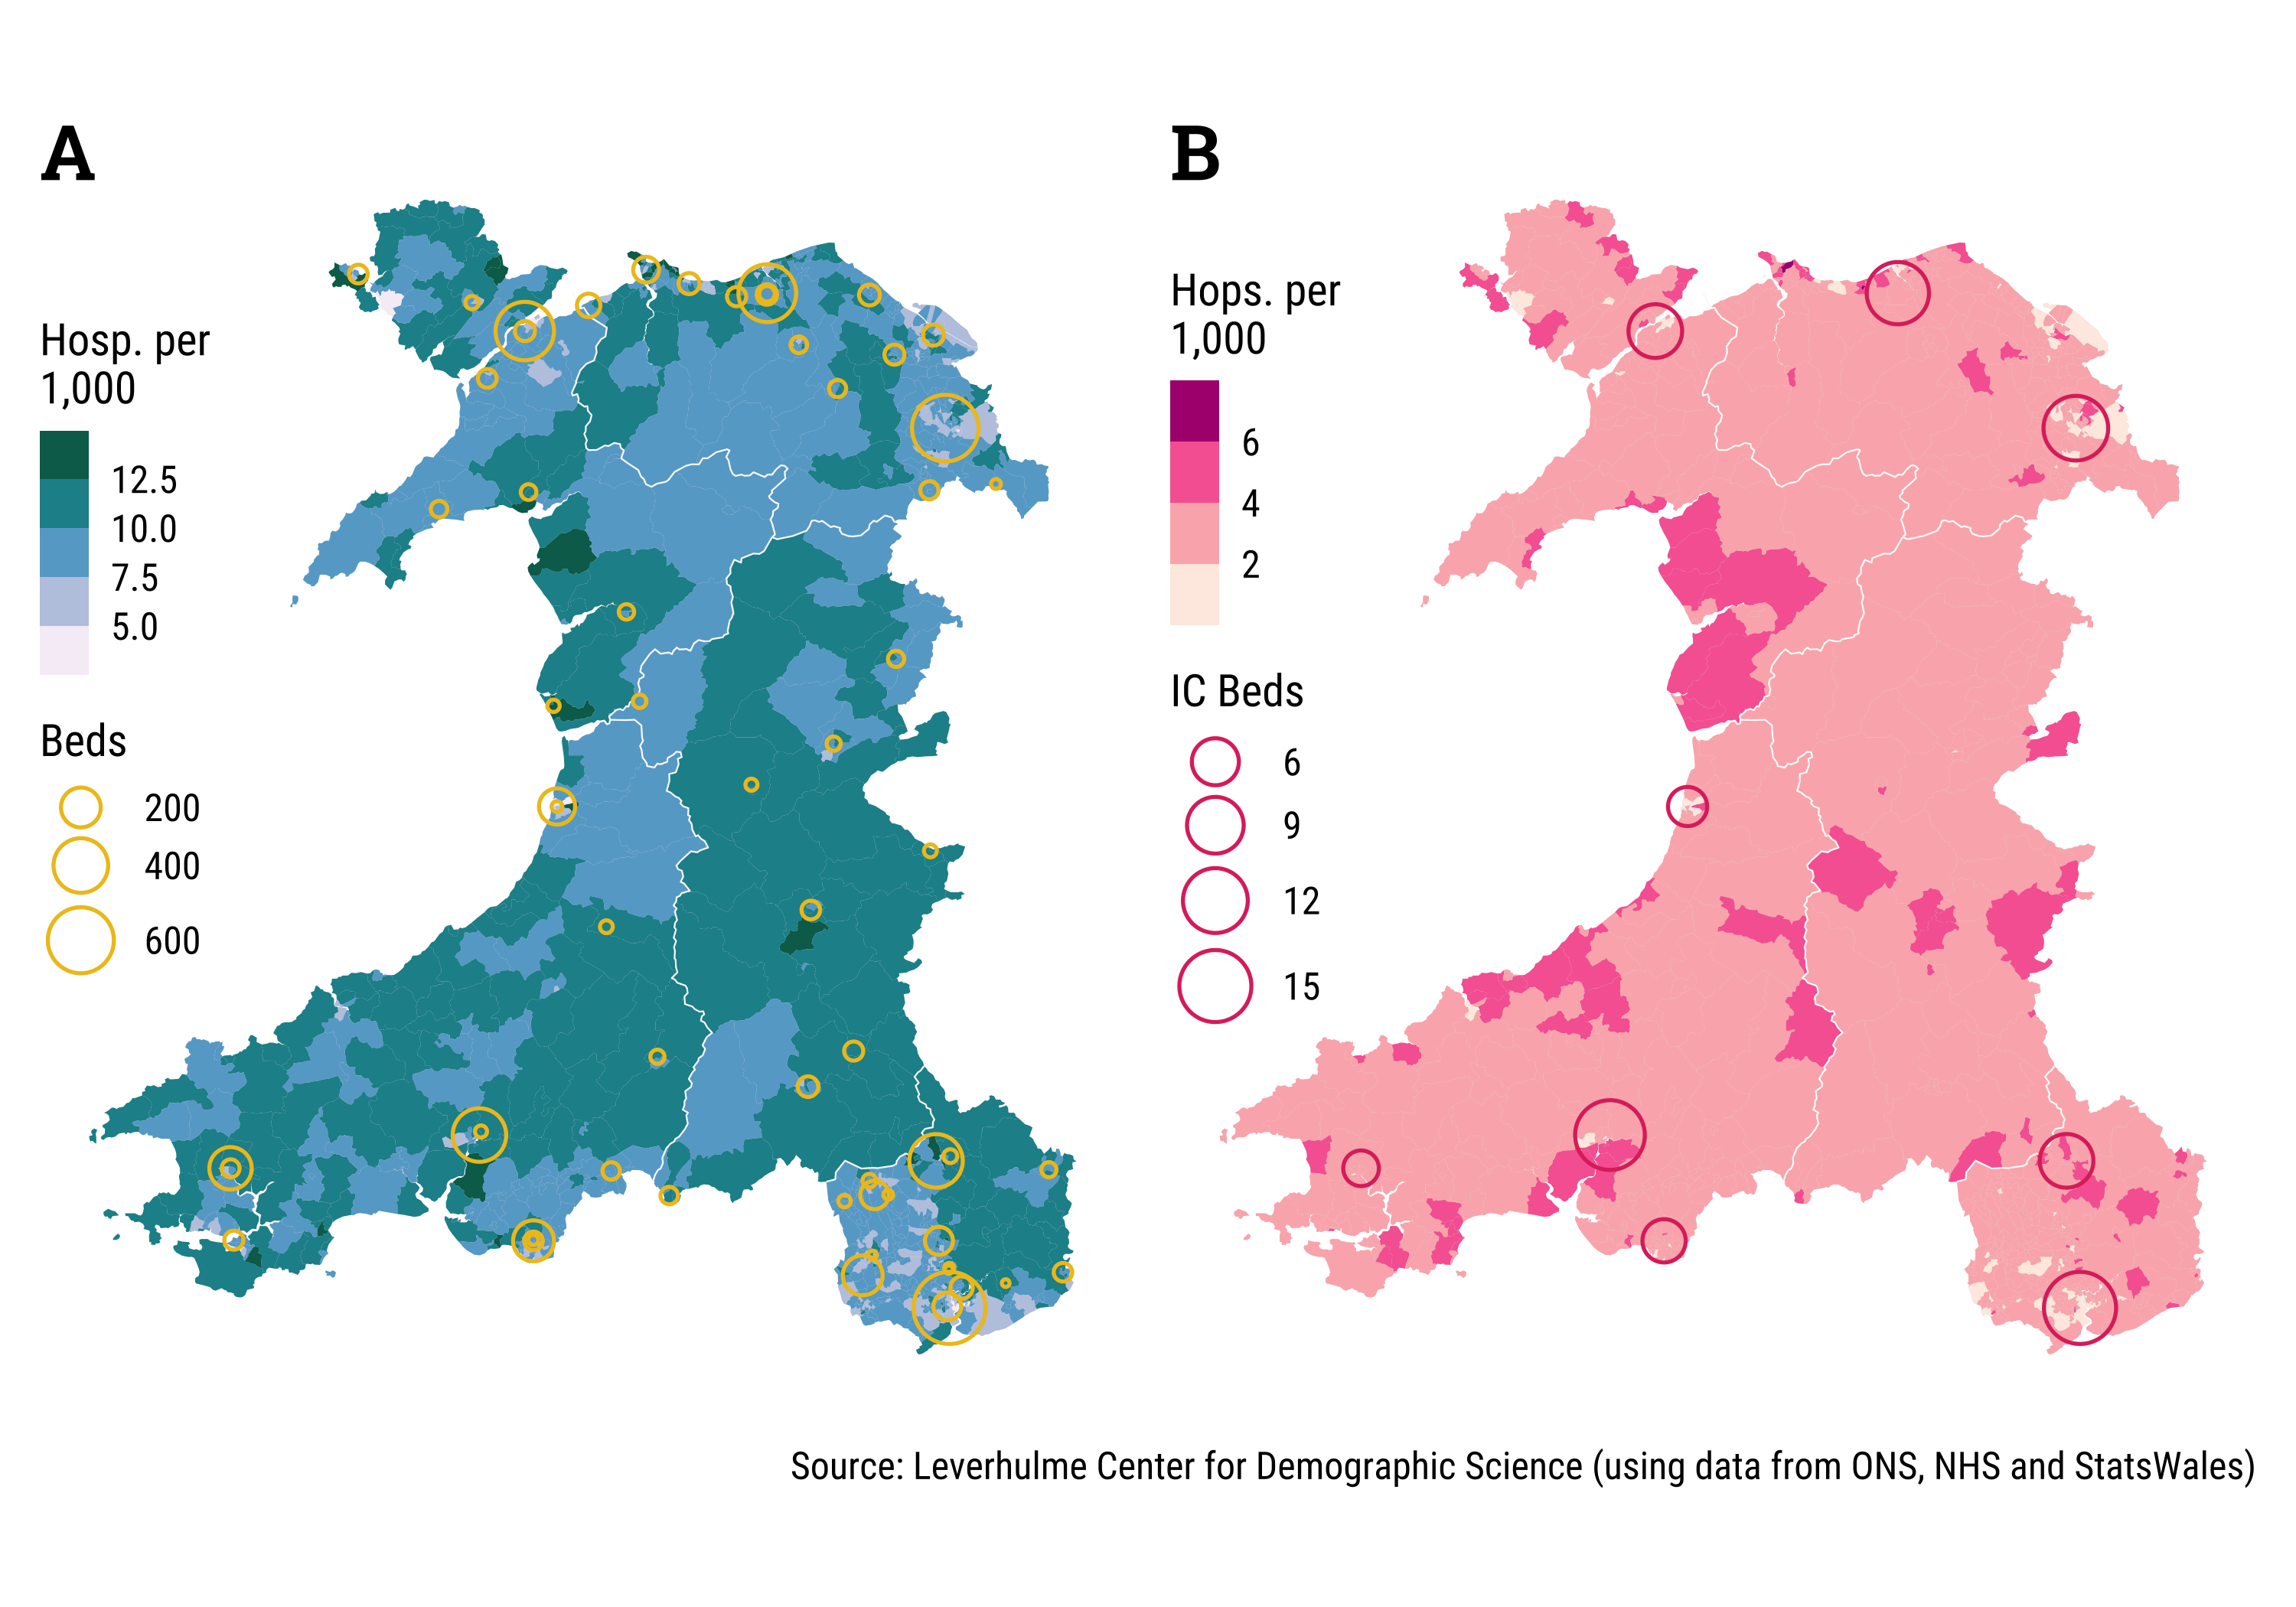 A
Hosp. per
1,000
12.5
10.0
7.5
5.0
Beds
200
400
600
B
Hops. per
1,000
6
4
2
IC Beds
6
9
12
15
Source: Leverhulme Center for Demographic Science (using data from ONS, NHS and StatsWales)